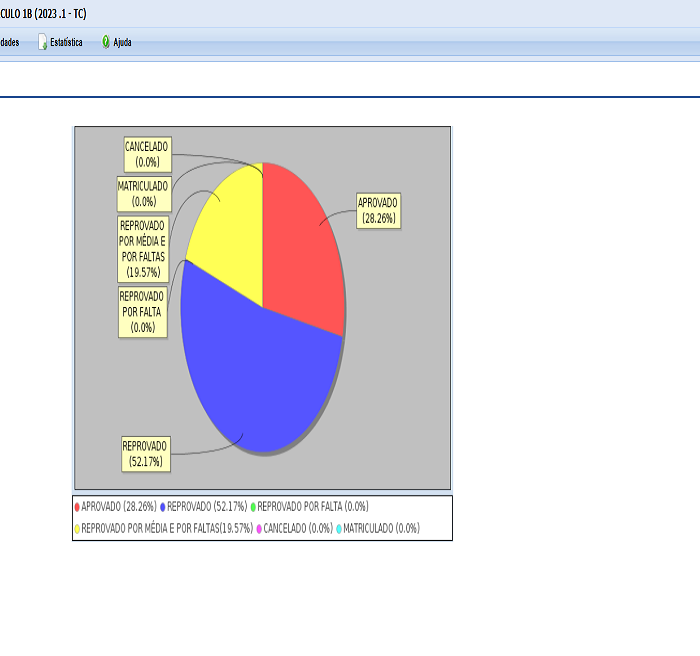 CULO 1B (2023 .1 - TC)
dades Estatística Ajuda
CANCELADO
(0.0%)
MATRICULADO
(0.0%)
REPROVADO
POR MÉDIA E
POR FALTAS
(19.57%)
REPROVADO
POR FALTA
(0.0%)
REPROVADO
(52.17%)
APROVADO
(28.26%)
APROVADO (28.26%) REPROVADO (52.17%) REPROVADO POR FALTA (0.0%)
REPROVADO POR MÉDIA E POR FALTAS(19.57%) CANCELADO (0.0%) MATRICULADO (0.0%)